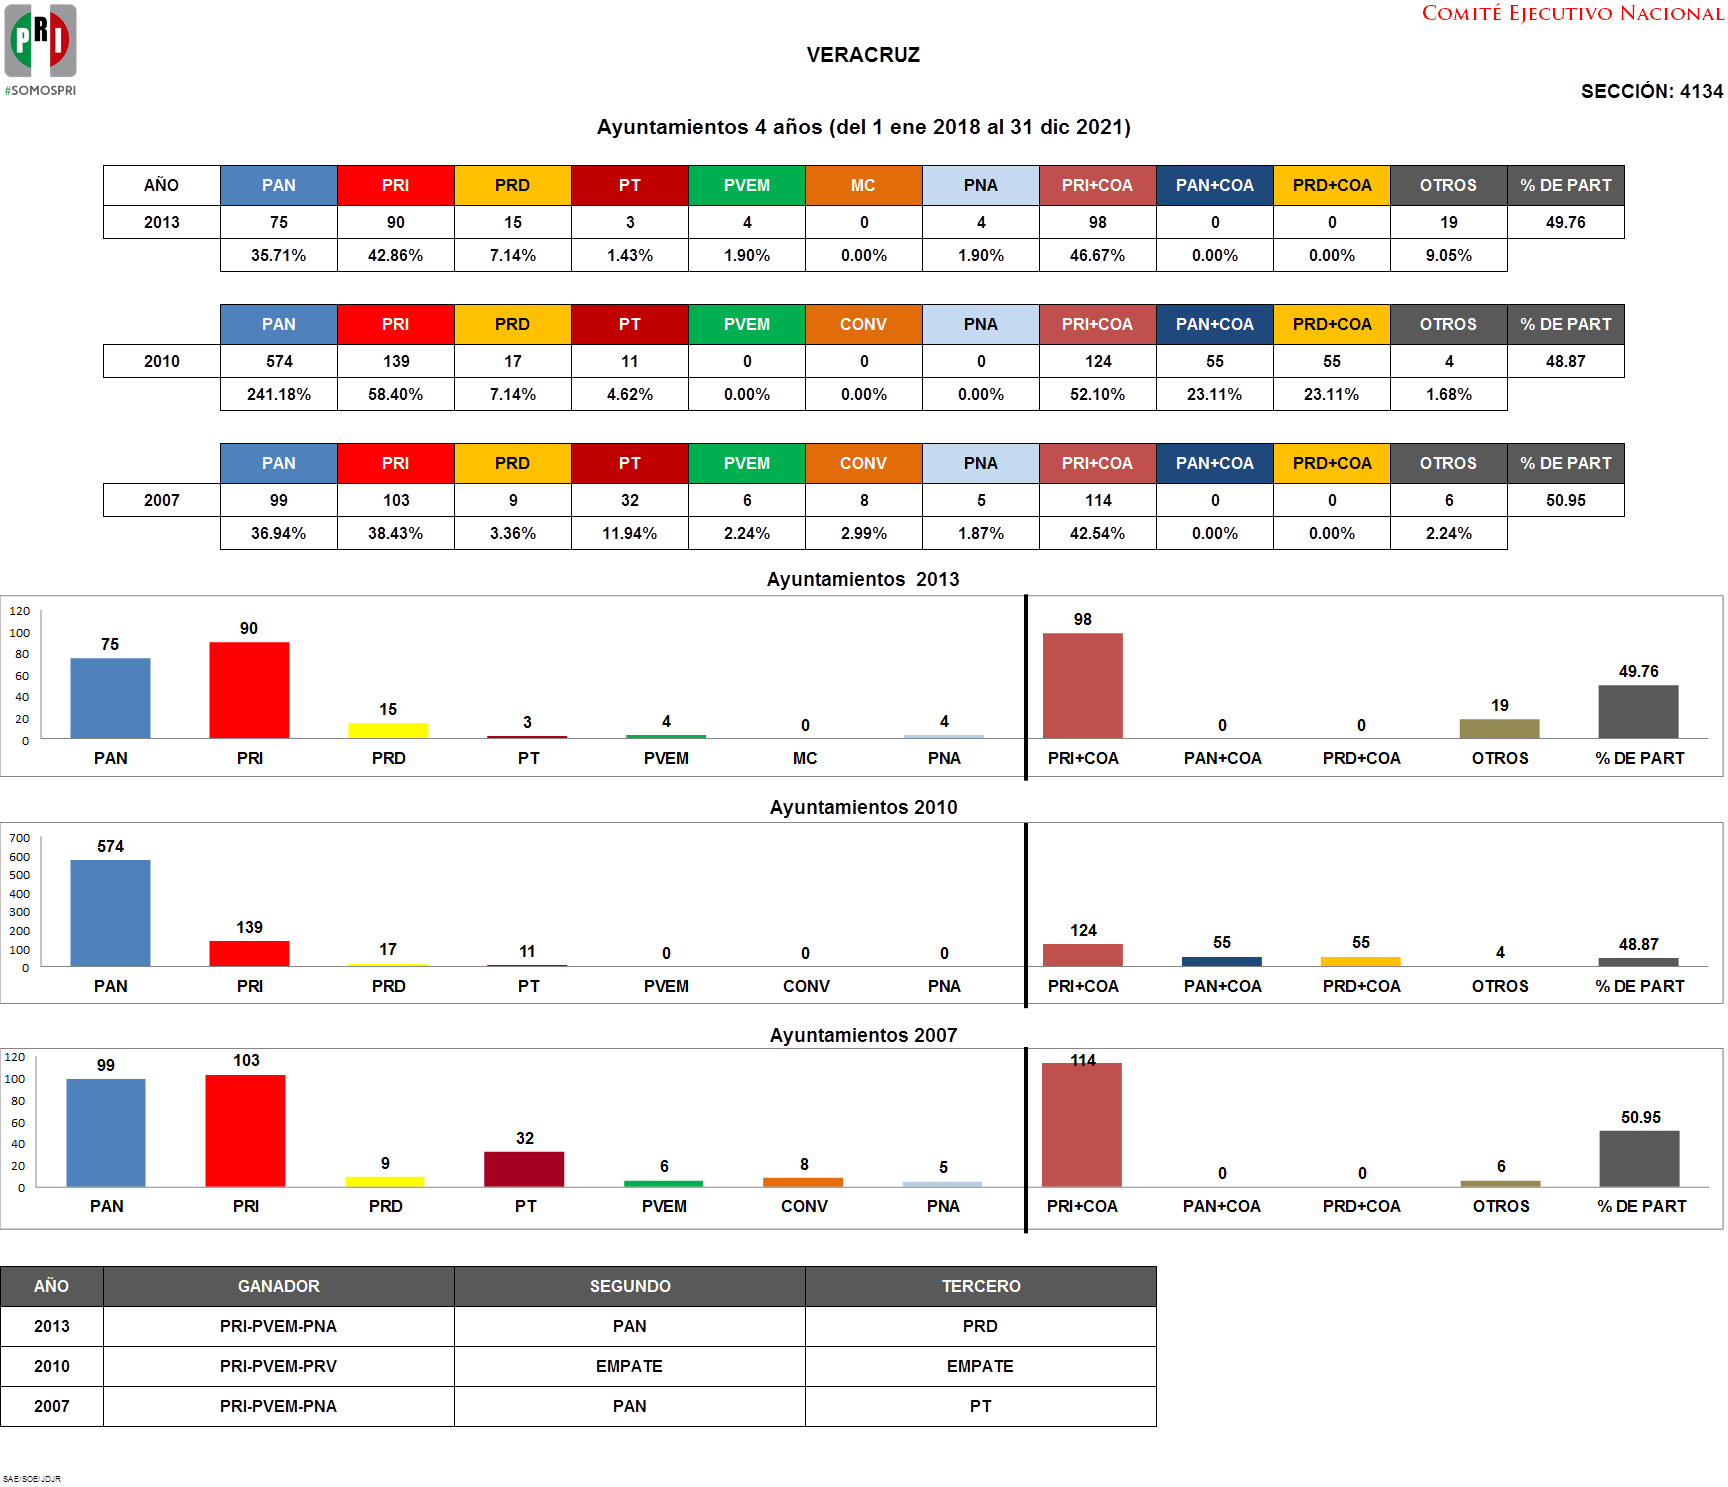 PRI
#SOMOSPRI
COMITÉ EJECUTIVO NACIONAL
VERACRUZ
SECCIÓN: 4134
Ayuntamientos 4 años (del 1 ene 2018 al 31 dic 2021)
AÑO PAN PRI PRD PT PVEM MC PNA PRI+COA PAN+COA PRD+COA OTROS % DE PART
2013 75 90 15 3 4 0 4 98 0 0 19 49.76
35.71% 42.86% 7.14% 1.43% 1.90% 0.00% 1.90% 46.67% 0.00% 0.00% 9.05%
PAN PRI PRD PT PVEM CONV PNA PRI+COA PAN+COA PRD+COA OTROS % DE PART
2010 574 139 17 11 0 0 0 124 55 55 4 48.87
241.18% 58.40% 7.14% 4.62% 0.00% 0.00% 0.00% 52.10% 23.11% 23.11% 1.68%
PAN PRI PRD PT PVEM CONV PNA PRI+COA PAN+COA PRD+COA OTROS % DE PART
2007 99 103 9 32 6 8 5 114 0 0 6 50.95
36.94% 38.43% 3.36% 11.94% 2.24% 2.99% 1.87% 42.54% 0.00% 0.00% 2.24%
Ayuntamientos 2013
120
100
80
60
40
20
0
75 90 15 3 4 0 4 98 0 0 19 49.76
PAN PRI PRD PT PVEM MC PNA PRI+COA PAN+COA PRD+COA OTROS % DE PART
Ayuntamientos 2010
700
600
500
400
300
200
100
0
574 139 17 11 0 0 0 124 55 55 4 48.87
PAN PRI PRD PT PVEM CONV PNA PRI+COA PAN+COA PRD+COA OTROS % DE PART
Ayuntamientos 2007
120
100
80
60
40
20
0
99 103 9 32 6 8 5 114 0 0 6 50.95
PAN PRI PRD PT PVEM CONV PNA PRI+COA PAN+COA PRD+COA OTROS % DE PART
AÑO GANADOR SEGUNDO TERCERO
2013 PRI-PVEM-PNA PAN PRD
2010 PRI-PVEM-PRV EMPATE EMPATE
2007 PRI-PVEM-PNA PAN PT
SAE/SOE/JDJR